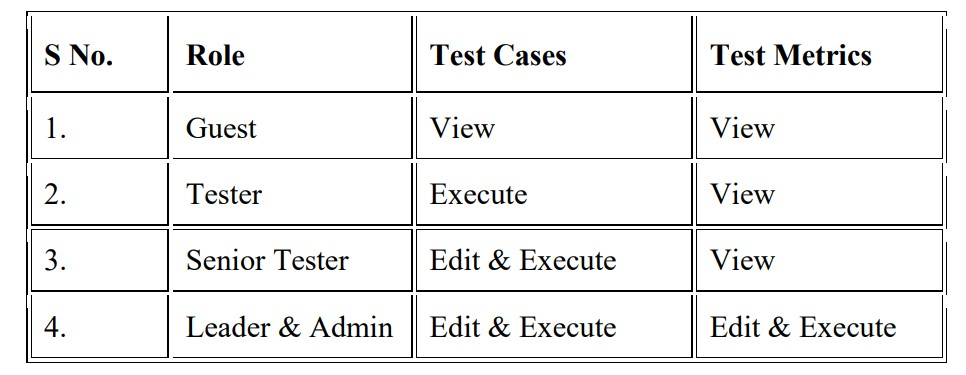 S No. Role Test Cases Test Metrics
1. Guest View View
2. Tester Execute View
3. Senior Tester Edit & Execute View
4. Leader & Admin Edit & Execute Edit & Execute